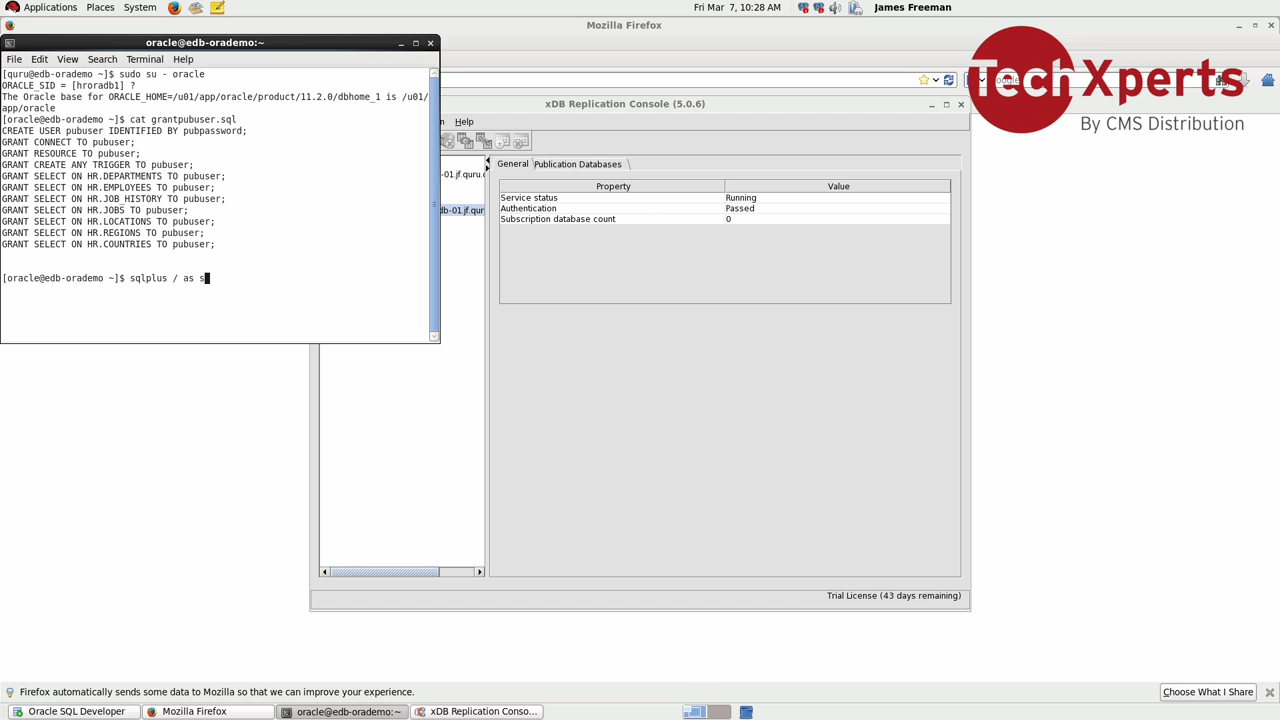 Applications Places System
Fri Mar 7, 10:28 AM
James Freeman
Mozilla Firefox
TechXperts
By CMS Distribution
oracle@edb-orademo:~
File Edit View Search Terminal Help
[quru@edb-orademo ~]$ sudo su - oracle
ORACLE_SID = [hroradb1] ?
The Oracle base for ORACLE_HOME=/u01/app/oracle/product/11.2.0/dbhome_1 is /u01/
app/oracle
[oracle@edb-orademo ~]$ cat grantpubuser.sql
CREATE USER pubuser IDENTIFIED BY pubpassword;
GRANT CONNECT TO pubuser;
GRANT RESOURCE TO pubuser;
GRANT CREATE ANY TRIGGER TO pubuser;
GRANT SELECT ON HR.DEPARTMENTS TO pubuser;
GRANT SELECT ON HR.EMPLOYEES TO pubuser;
GRANT SELECT ON HR.JOB_HISTORY TO pubuser;
GRANT SELECT ON HR.JOBS TO pubuser;
GRANT SELECT ON HR.LOCATIONS TO pubuser;
GRANT SELECT ON HR.REGIONS TO pubuser;
GRANT SELECT ON HR.COUNTRIES TO pubuser;
[oracle@edb-orademo ~]$ sqlplus / as s
xDB Replication Console (5.0.6)
Help
-01.jf.quru.
db-01.jf.qur
General Publication Databases
Property Value
Service status Running
Authentication Passed
Subscription database count 0
Trial License (43 days remaining)
Firefox automatically sends some data to Mozilla so that we can improve your experience.
Choose What I Share
Oracle SQL Developer
Mozilla Firefox
oracle@edb-orademo:~
xDB Replication Conso...